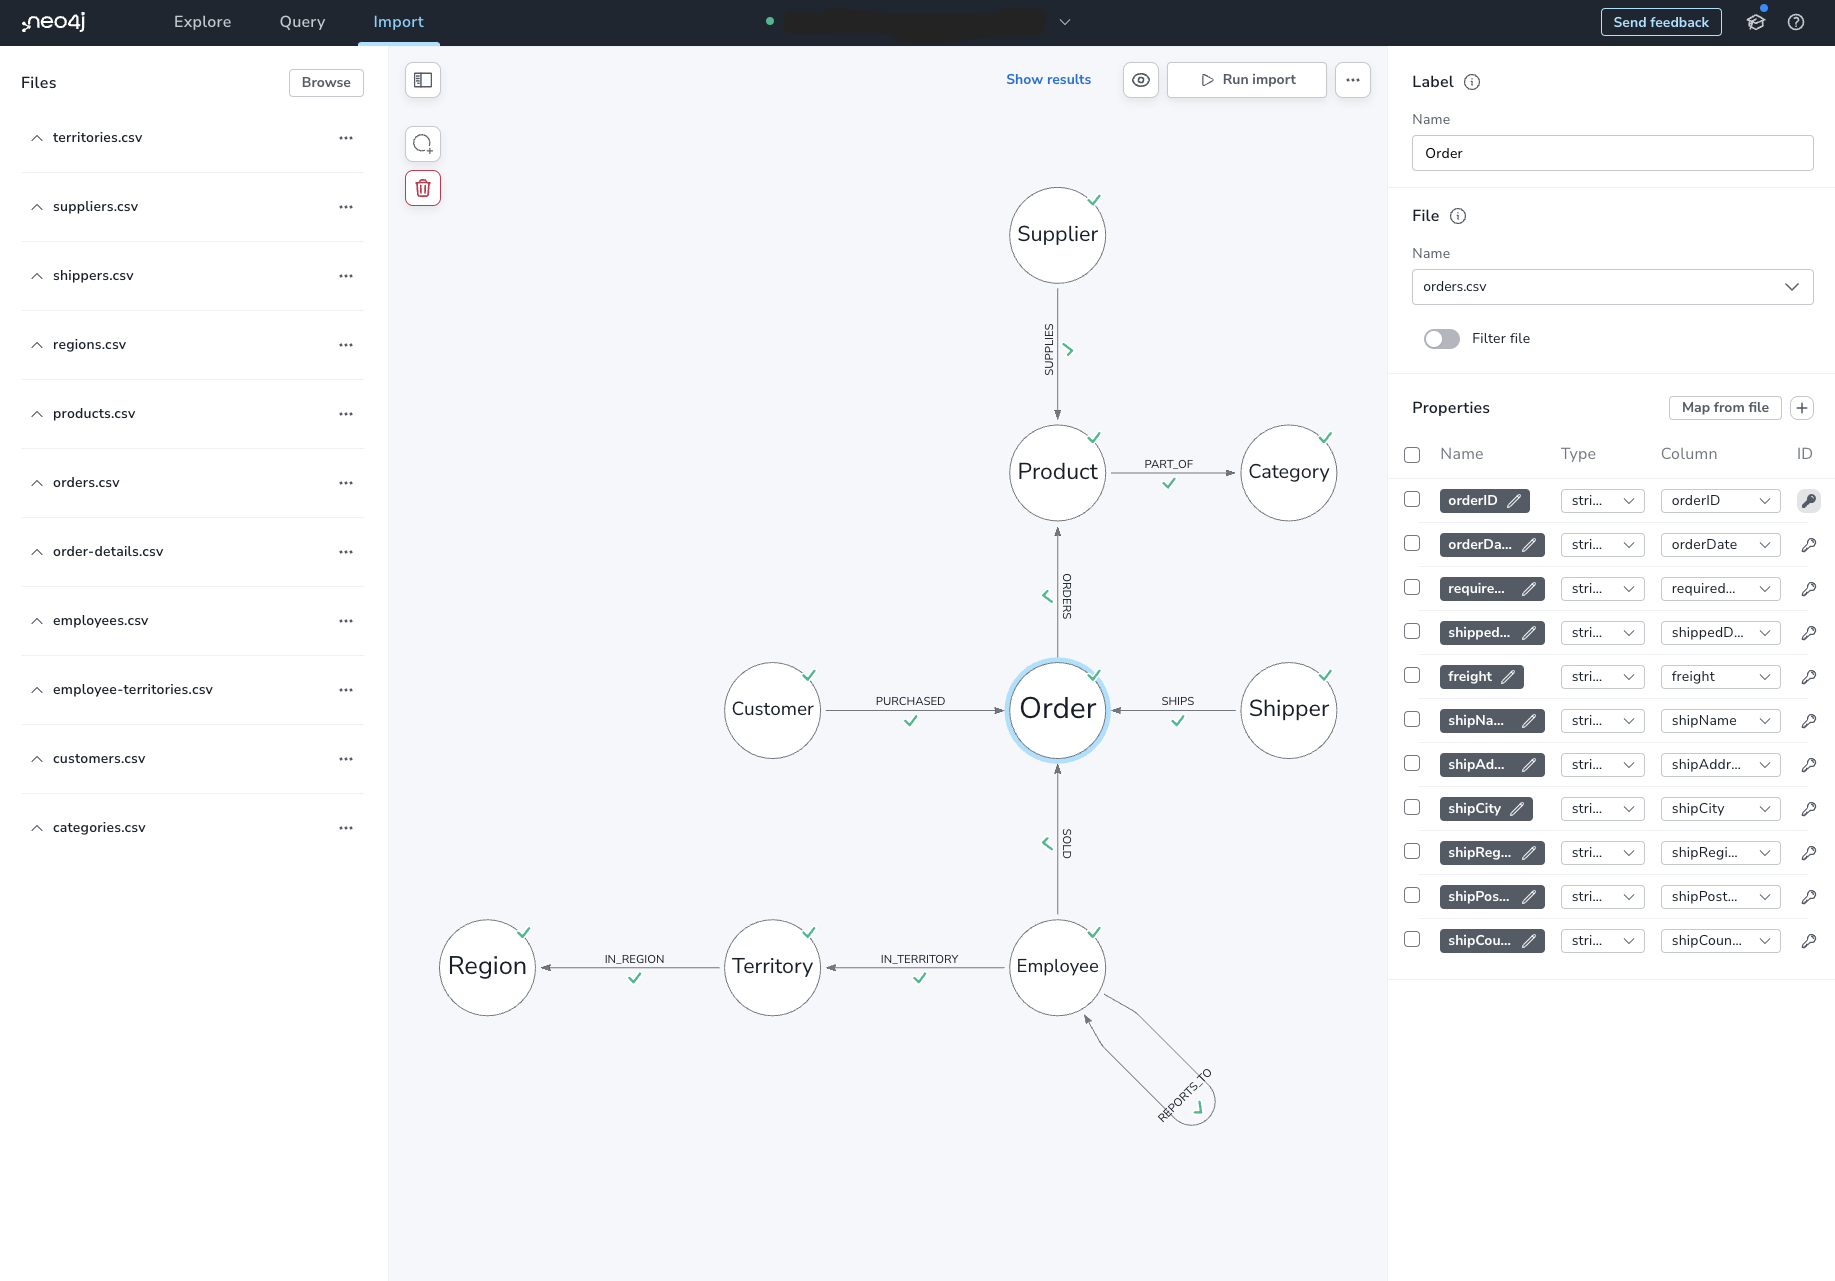 neo4j
Explore
Query
Import
Send feedback
Files
Browse
territories.csv
suppliers.csv
shippers.csv
regions.csv
products.csv
orders.csv
order-details.csv
employees.csv
employee-territories.csv
customers.csv
categories.csv
Show results
Run import
Supplier
SUPPLIES
Product
PART_OF
Category
ORDERS
Customer
PURCHASED
Order
SHIPS
Shipper
SOLD
Region
IN_REGION
Territory
IN_TERRITORY
Employee
REPORTS_TO
Label
Name
Order
File
Name
orders.csv
Filter file
Properties
Map from file
Name Type Column ID
orderID stri... orderID
orderDa... stri... orderDate
require... stri... required...
shipped... stri... shippedD...
freight stri... freight
shipNa... stri... shipName
shipAd... stri... shipAddr...
shipCity stri... shipCity
shipReg... stri... shipRegi...
shipPos... stri... shipPost...
shipCou... stri... shipCoun...